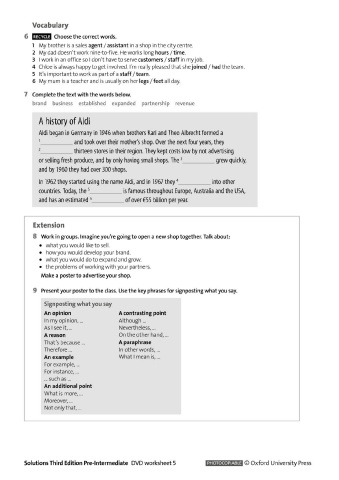 Vocabulary
6 RECYCLE Choose the correct words.
1 My brother is a sales agent / assistant in a shop in the city centre.
2 My dad doesn't work nine-to-five. He works long hours / time.
3 I work in an office so I don't have to serve customers / staff in my job.
4 Chloe is always happy to get involved. I'm really pleased that she joined / had the team.
5 It's important to work as part of a staff / team.
6 My mum is a teacher and is usually on her legs / foot all day.
7 Complete the text with the words below.
brand business established expanded partnership revenue
A history of Aldi
Aldi began in Germany in 1946 when brothers Karl and Theo Albrecht formed a
1__________ and took over their mother's shop. Over the next four years, they
2__________ thirteen stores in their region. They kept costs low by not advertising
or selling fresh produce, and by only having small shops. The 3__________ grew quickly,
and by 1960 they had over 300 shops.
In 1962 they started using the name Aldi, and in 1967 they 4__________ into other
countries. Today, the 5__________ is famous throughout Europe, Australia and the USA,
and has an estimated 6__________ of over €55 billion per year.
Extension
8 Work in groups. Imagine you're going to open a new shop together. Talk about:
• what you would like to sell.
• how you would develop your brand.
• what you would do to expand and grow.
• the problems of working with your partners.
Make a poster to advertise your shop.
9 Present your poster to the class. Use the key phrases for signposting what you say.
Signposting what you say
An opinion
In my opinion, ...
As I see it, ...
A reason
That's because ...
Therefore ...
An example
For example, ...
For instance, ...
... such as ...
An additional point
What is more, ...
Moreover, ...
Not only that, ...
A contrasting point
Although ...
Nevertheless, ...
On the other hand, ...
A paraphrase
In other words, ...
What I mean is, ...
Solutions Third Edition Pre-Intermediate DVD worksheet 5
PHOTOCOPIABLE © Oxford University Press